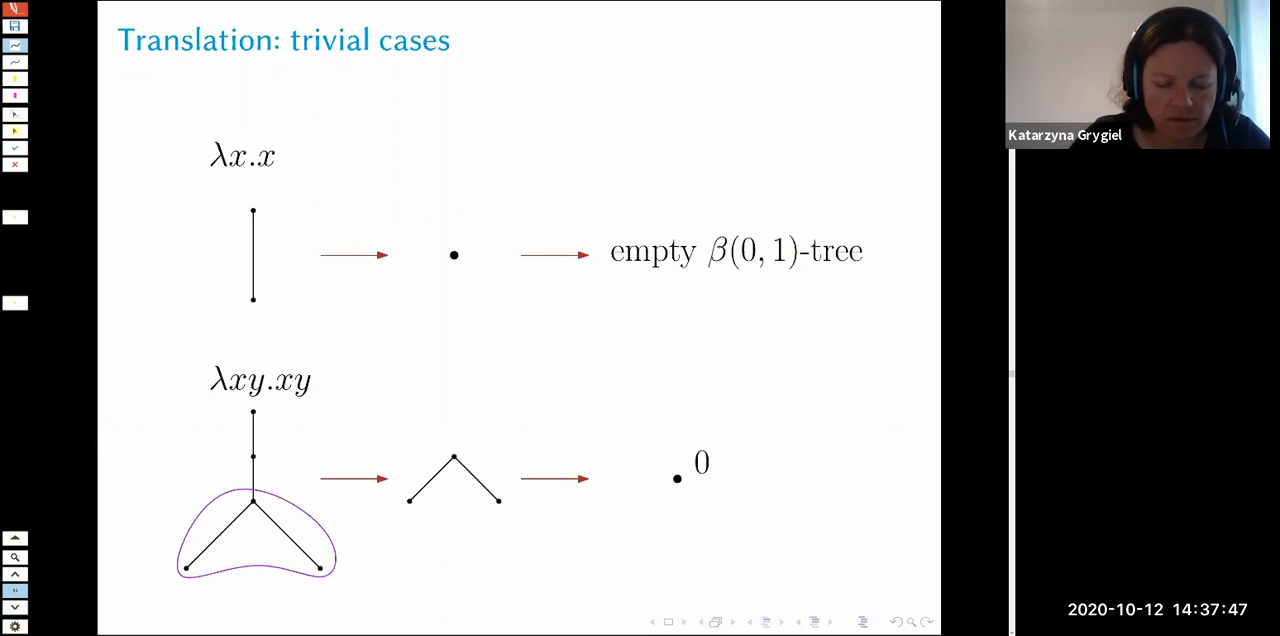 Translation: trivial cases
λx.x
empty β(0, 1)-tree
λxy.xy
0
Katarzyna Grygiel
2020-10-12 14:37:47